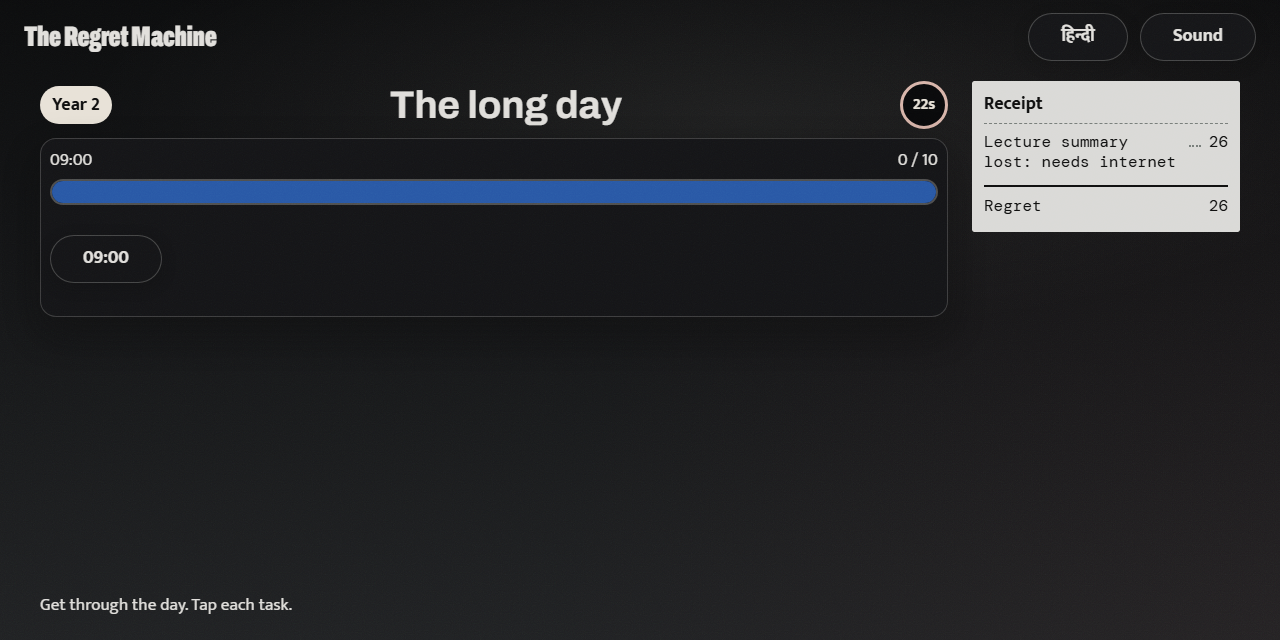 The Regret Machine
हिन्दी
Sound
Year 2
The long day
22s
09:00
0 / 10
09:00
Receipt
Lecture summary .... 26
lost: needs internet
Regret 26
Get through the day. Tap each task.